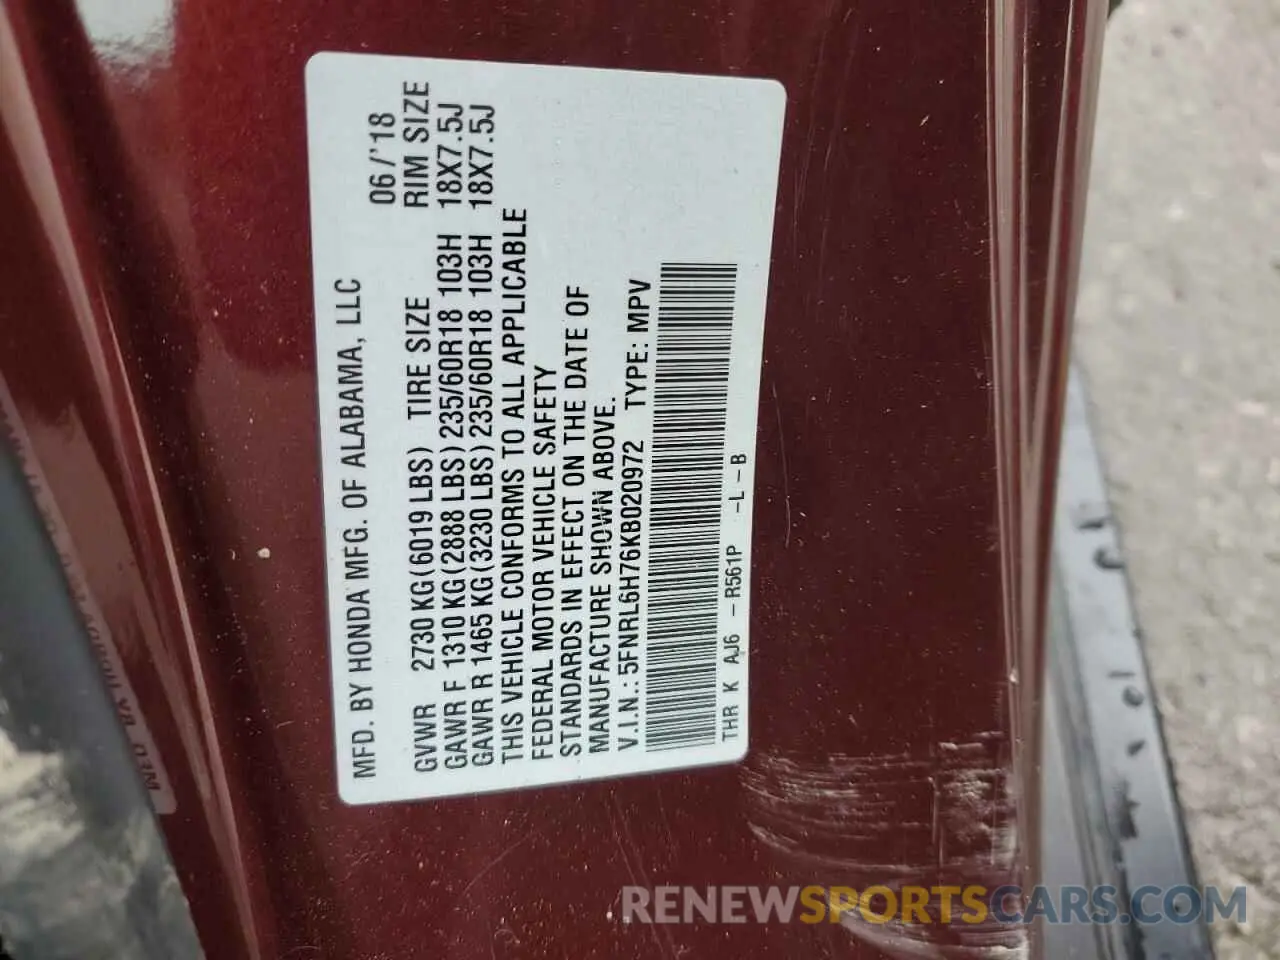 MFD. BY HONDA MFG. OF ALABAMA, LLC 06/'18
GVWR 2730 KG (6019 LBS) TIRE SIZE RIM SIZE
GAWR F 1310 KG (2888 LBS) 235/60R18 103H 18X7.5J
GAWR R 1465 KG (3230 LBS) 235/60R18 103H 18X7.5J
THIS VEHICLE CONFORMS TO ALL APPLICABLE
FEDERAL MOTOR VEHICLE SAFETY
STANDARDS IN EFFECT ON THE DATE OF
MANUFACTURE SHOWN ABOVE.
V.I.N.: 5FNRL6H76KB020972 TYPE: MPV
THR K AJ6 - R561P - L - B
RENEWSPORTSCARS.COM